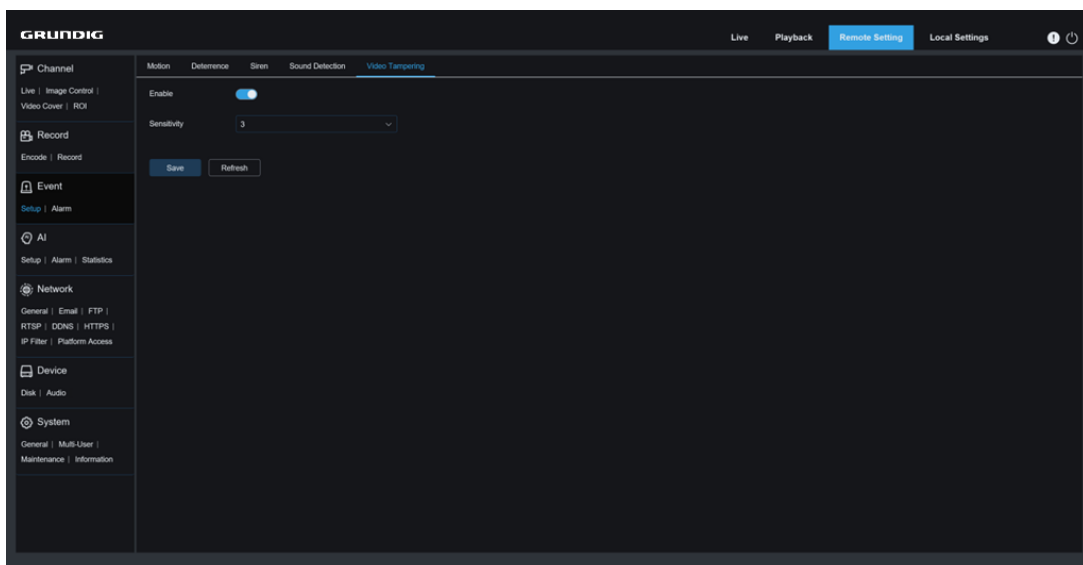 GRUNDIG
Live Playback Remote Setting Local Settings
Channel
Live | Image Control |
Video Cover | ROI
Record
Encode | Record
Event
Setup | Alarm
AI
Setup | Alarm | Statistics
Network
General | Email | FTP |
RTSP | DDNS | HTTPS |
IP Filter | Platform Access
Device
Disk | Audio
System
General | Multi-User |
Maintenance | Information
Motion Deterrence Siren Sound Detection Video Tampering
Enable
Sensitivity 3
Save Refresh